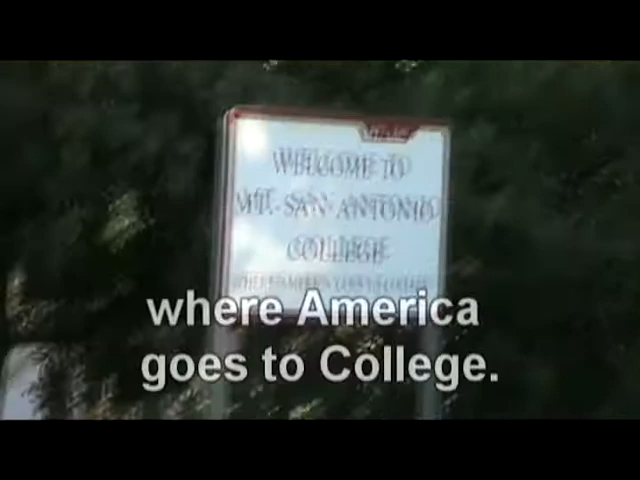 WELCOME TO
MT. SAN ANTONIO
COLLEGE
where America
goes to College.